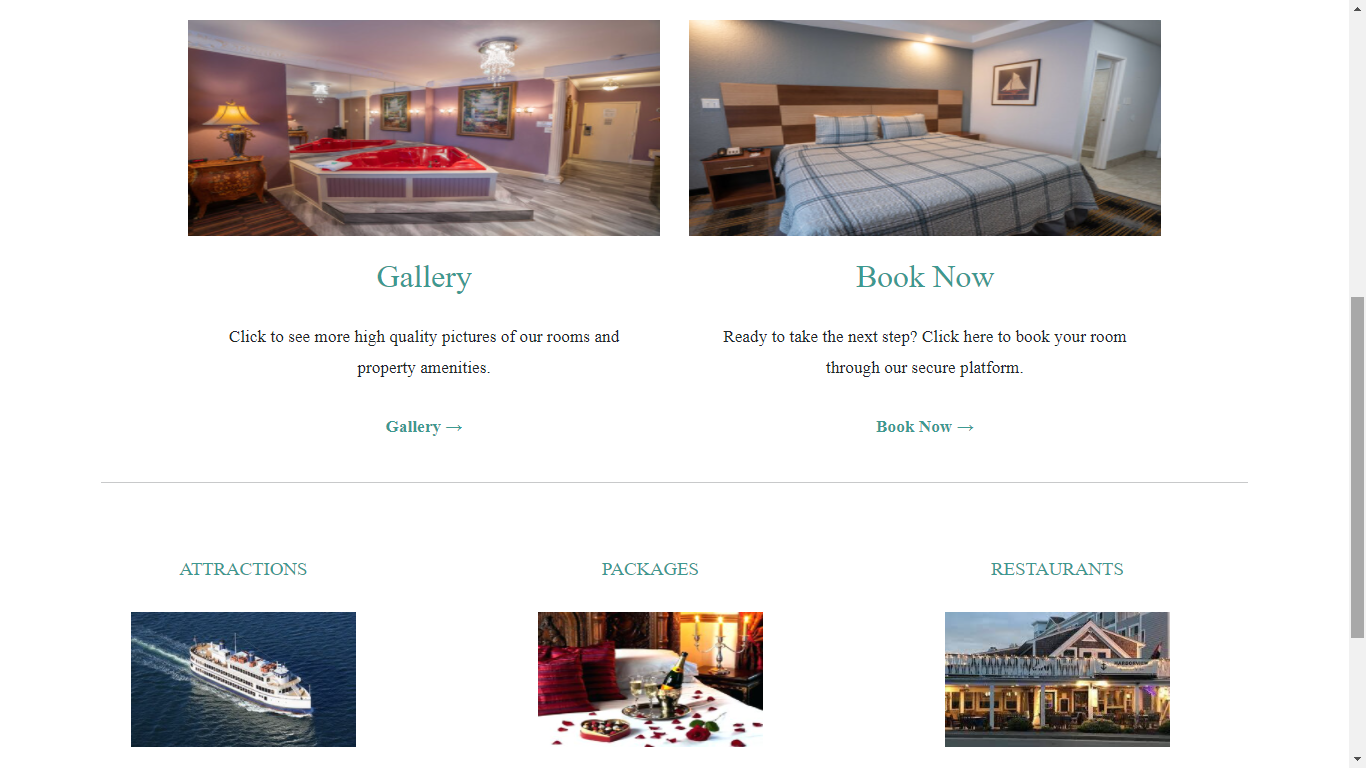 Gallery
Click to see more high quality pictures of our rooms and
property amenities.
Gallery →
Book Now
Ready to take the next step? Click here to book your room
through our secure platform.
Book Now →
ATTRACTIONS
PACKAGES
RESTAURANTS